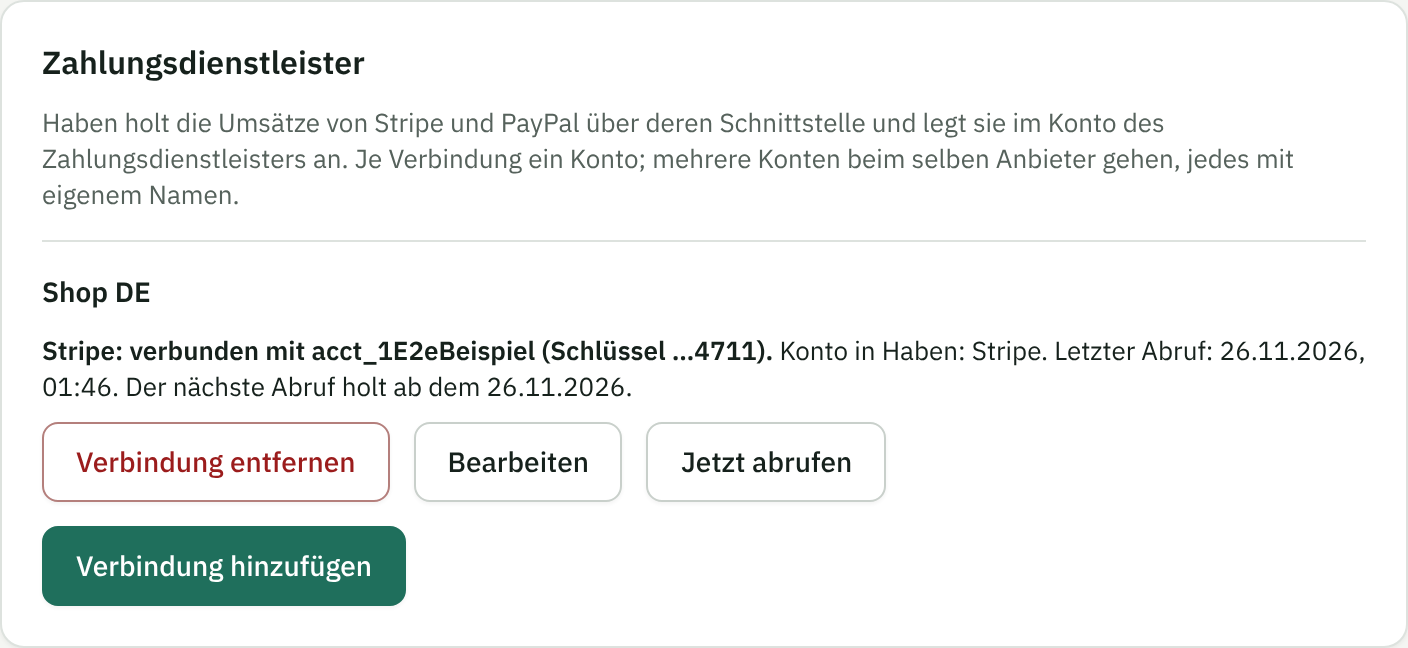 Zahlungsdienstleister
Haben holt die Umsätze von Stripe und PayPal über deren Schnittstelle und legt sie im Konto des
Zahlungsdienstleisters an. Je Verbindung ein Konto; mehrere Konten beim selben Anbieter gehen, jedes mit
eigenem Namen.
Shop DE
Stripe: verbunden mit acct_1E2eBeispiel (Schlüssel …4711). Konto in Haben: Stripe. Letzter Abruf: 26.11.2026,
01:46. Der nächste Abruf holt ab dem 26.11.2026.
Verbindung entfernen Bearbeiten Jetzt abrufen
Verbindung hinzufügen